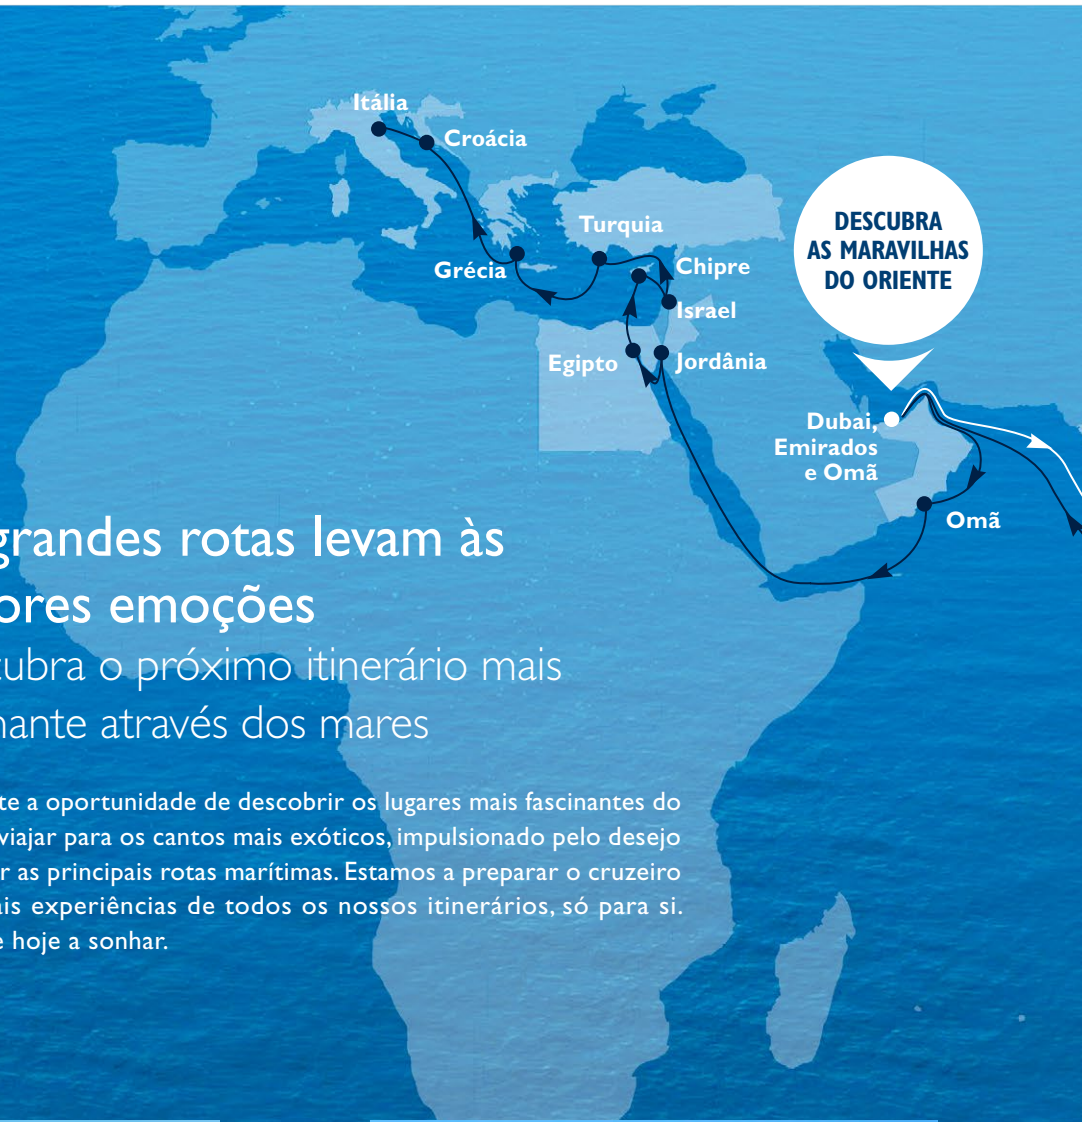 Itália
Croácia
Turquia
Grécia
Chipre
Israel
Egipto
Jordânia
DESCUBRA
AS MARAVILHAS
DO ORIENTE
Dubai,
Emirados
e Omã
Omã
grandes rotas levam às
ores emoções
cubra o próximo itinerário mais
nante através dos mares
te a oportunidade de descobrir os lugares mais fascinantes do
viajar para os cantos mais exóticos, impulsionado pelo desejo
r as principais rotas marítimas. Estamos a preparar o cruzeiro
ais experiências de todos os nossos itinerários, só para si.
e hoje a sonhar.